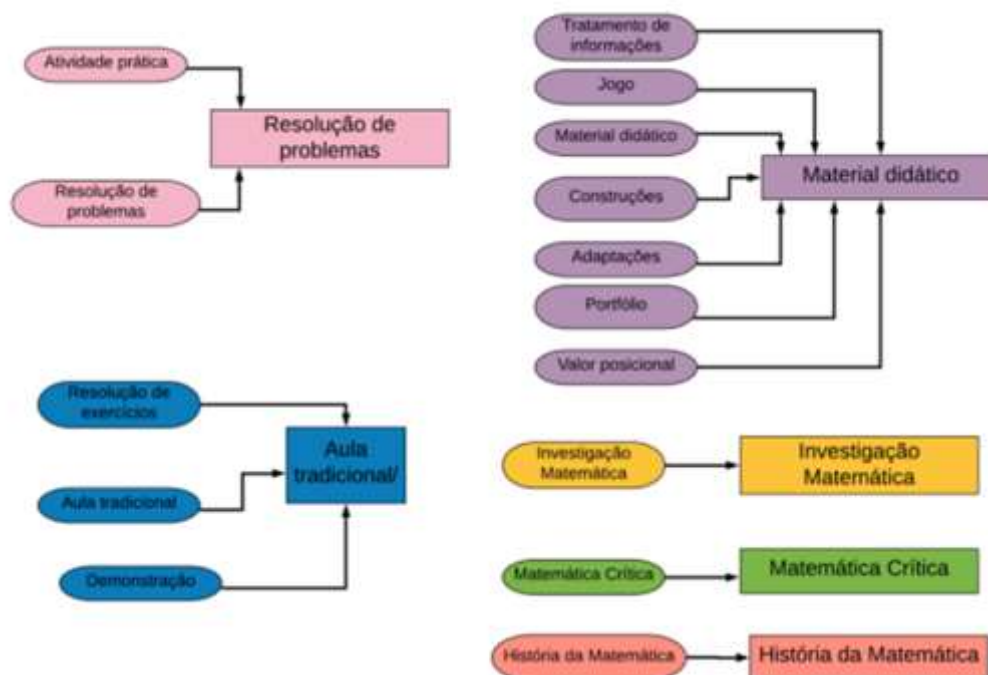 Atividade prática
Resolução de
problemas
Resolução de
problemas
Tratamento de
informações
Jogo
Material didático
Construções
Adaptações
Portfólio
Valor posicional
Material didático
Resolução de
exercícios
Aula tradicional
Demonstração
Aula
tradicional/
Investigação
Matemática
Investigação
Matemática
Matemática Crítica
Matemática Crítica
História da Matemática
História da Matemática